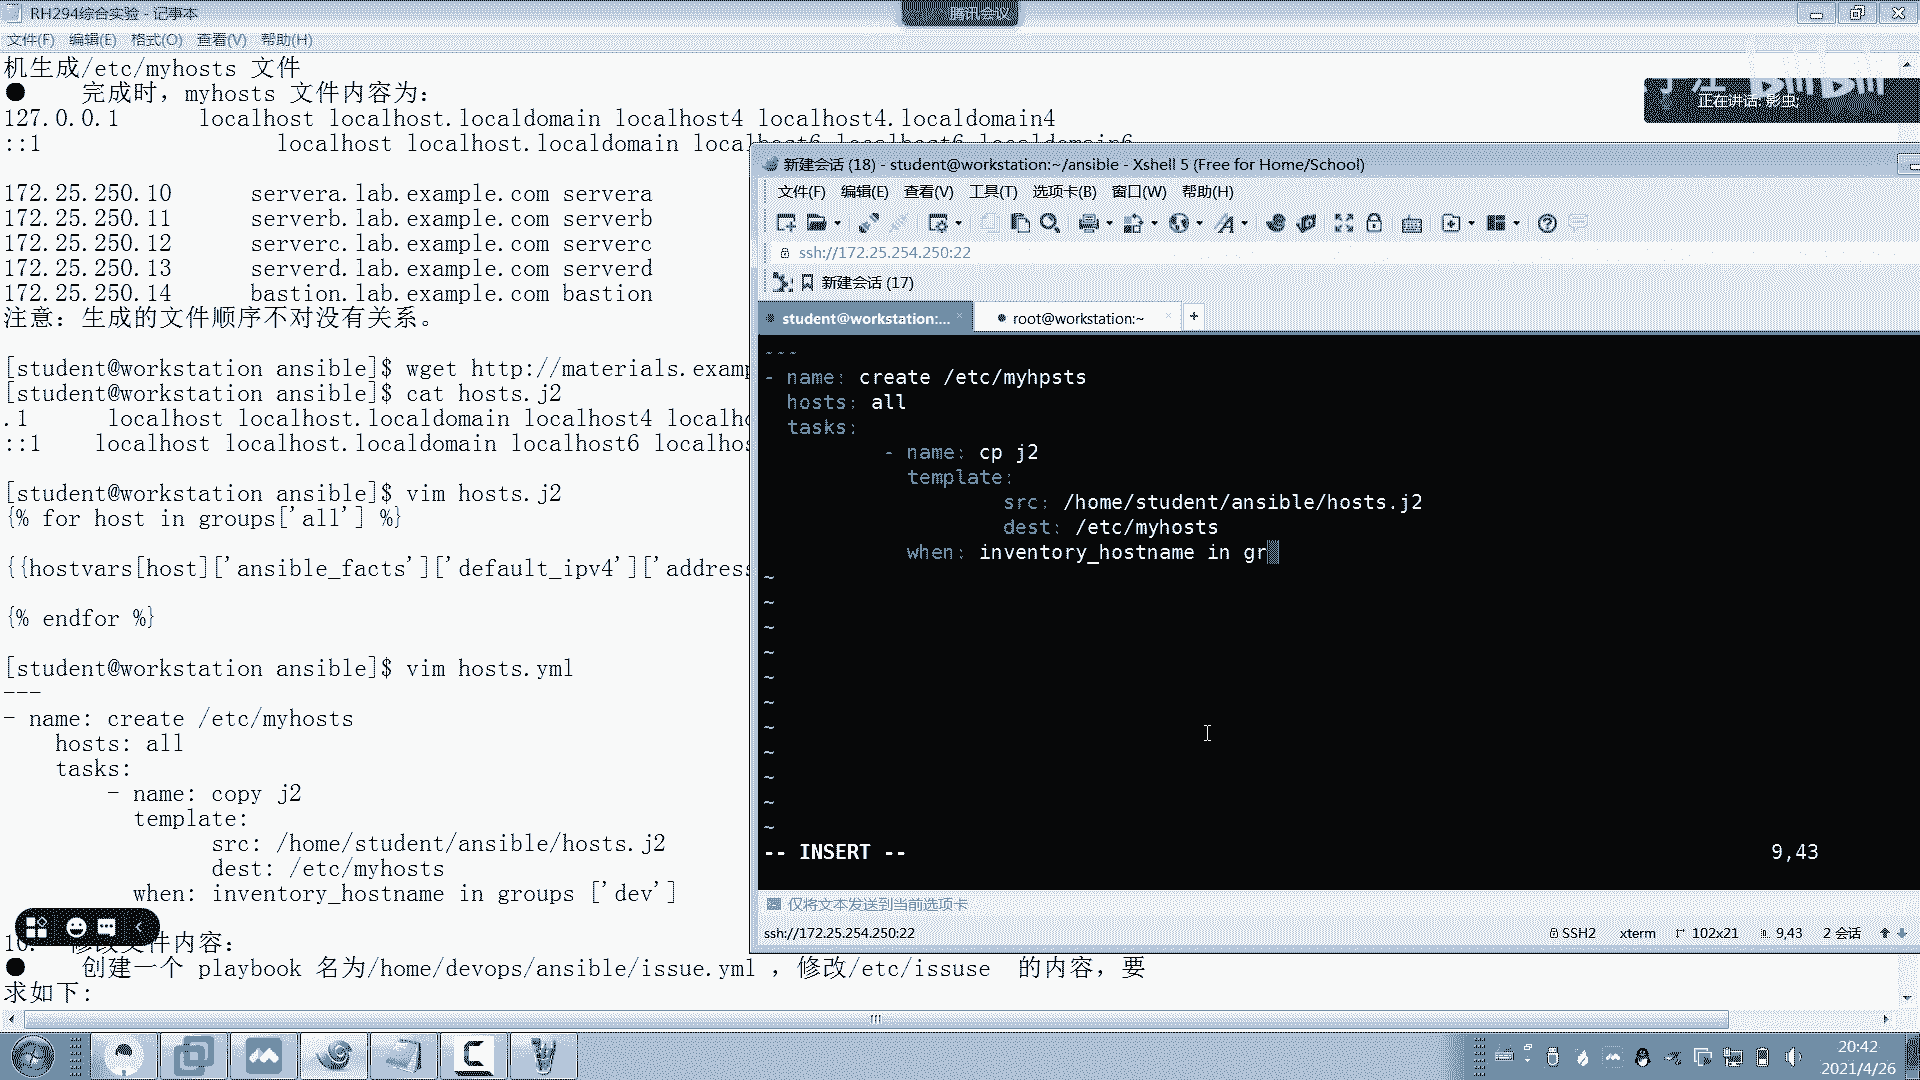 RH294综合实验 - 记事本
腾讯会议
文件(F) 编辑(E) 格式(O) 查看(V) 帮助(H)
机生成/etc/myhosts 文件
● 完成时，myhosts 文件内容为：
正在讲话: 影虫;
127.0.0.1 localhost localhost.localdomain localhost4 localhost4.localdomain4
::1 localhost localhost.localdomain localhost6 localhost6.localdomain6
172.25.250.10 servera.lab.example.com servera
172.25.250.11 serverb.lab.example.com serverb
172.25.250.12 serverc.lab.example.com serverc
172.25.250.13 serverd.lab.example.com serverd
172.25.250.14 bastion.lab.example.com bastion
注意：生成的文件顺序不对没有关系。
[student@workstation ansible]$ wget http://materials.examp
[student@workstation ansible]$ cat hosts.j2
.1 localhost localhost.localdomain localhost4 localho
::1 localhost localhost.localdomain localhost6 localhos
[student@workstation ansible]$ vim hosts.j2
{% for host in groups['all'] %}
{{hostvars[host]['ansible_facts']['default_ipv4']['address
{% endfor %}
[student@workstation ansible]$ vim hosts.yml
---
- name: create /etc/myhosts
hosts: all
tasks:
- name: copy j2
template:
src: /home/student/ansible/hosts.j2
dest: /etc/myhosts
when: inventory_hostname in groups ['dev']
修改文件内容：
● 创建一个 playbook 名为/home/devops/ansible/issue.yml ，修改/etc/issuse 的内容，要
求如下：
新建会话 (18) - student@workstation:~/ansible - Xshell 5 (Free for Home/School)
文件(F) 编辑(E) 查看(V) 工具(T) 选项卡(B) 窗口(W) 帮助(H)
ssh://172.25.254.250:22
新建会话 (17)
student@workstation:... × root@workstation:~ × +
---
- name: create /etc/myhpsts
hosts: all
tasks:
- name: cp j2
template:
src: /home/student/ansible/hosts.j2
dest: /etc/myhosts
when: inventory_hostname in gr
~
~
~
~
~
~
~
~
~
~
~
-- INSERT -- 9,43
仅将文本发送到当前选项卡
ssh://172.25.254.250:22 SSH2 xterm 102x21 9,43 2 会话
20:42
2021/4/26